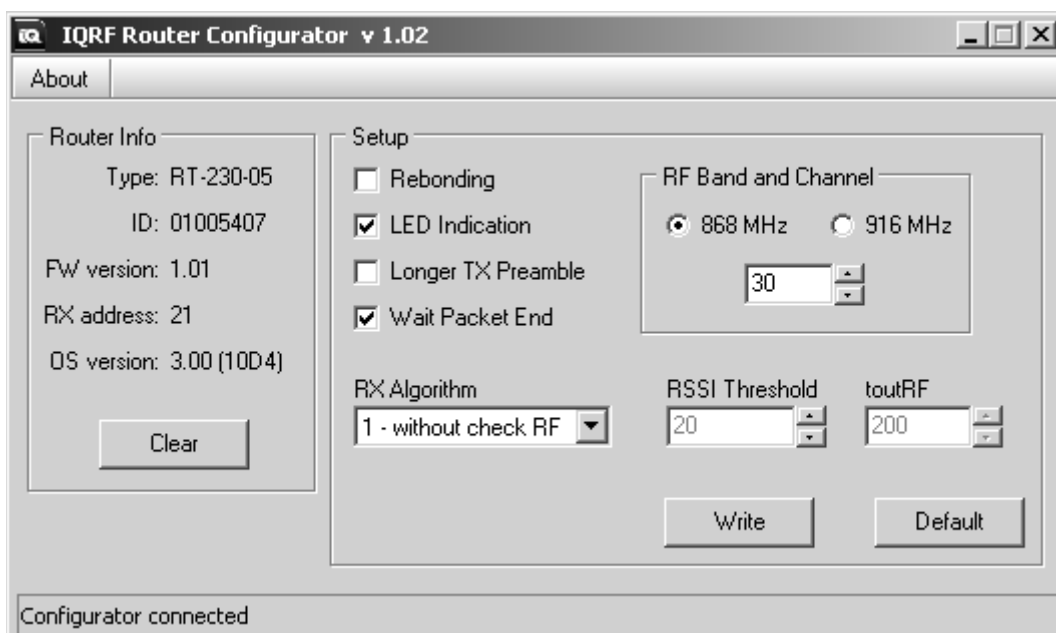 IQRF Router Configurator v 1.02
About
Router Info
Type: RT-230-05
ID: 01005407
FW version: 1.01
RX address: 21
OS version: 3.00 (10D4)
Clear
Setup
Rebonding
LED Indication
Longer TX Preamble
Wait Packet End
RF Band and Channel
868 MHz
916 MHz
30
RX Algorithm
1 - without check RF
RSSI Threshold
20
toutRF
200
Write
Default
Configurator connected